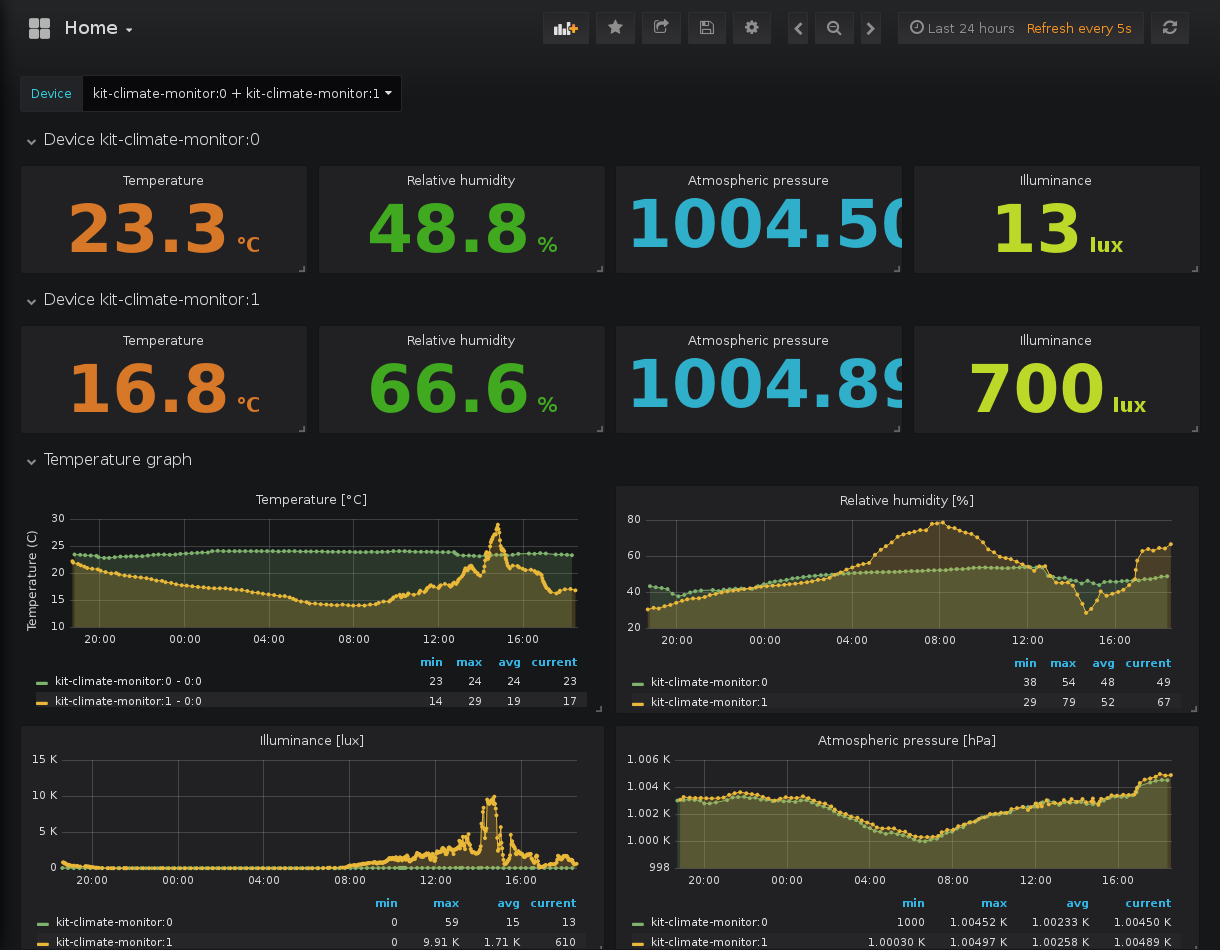 Home
Last 24 hours Refresh every 5s
Device kit-climate-monitor:0 + kit-climate-monitor:1
Device kit-climate-monitor:0
Temperature Relative humidity Atmospheric pressure Illuminance
23.3 °C 48.8 % 1004.50 13 lux
Device kit-climate-monitor:1
Temperature Relative humidity Atmospheric pressure Illuminance
16.8 °C 66.6 % 1004.89 700 lux
Temperature graph
Temperature [°C]
Temperature (C)
30
25
20
15
10
20:00 00:00 04:00 08:00 12:00 16:00
min max avg current
kit-climate-monitor:0 - 0:0 23 24 24 23
kit-climate-monitor:1 - 0:0 14 29 19 17
Relative humidity [%]
80
60
40
20
20:00 00:00 04:00 08:00 12:00 16:00
min max avg current
kit-climate-monitor:0 38 54 48 49
kit-climate-monitor:1 29 79 52 67
Illuminance [lux]
15 K
10 K
5 K
0
20:00 00:00 04:00 08:00 12:00 16:00
min max avg current
kit-climate-monitor:0 0 59 15 13
kit-climate-monitor:1 0 9.91 K 1.71 K 610
Atmospheric pressure [hPa]
1.006 K
1.004 K
1.002 K
1.000 K
998
20:00 00:00 04:00 08:00 12:00 16:00
min max avg current
kit-climate-monitor:0 1000 1.00452 K 1.00233 K 1.00450 K
kit-climate-monitor:1 1.00030 K 1.00497 K 1.00258 K 1.00489 K